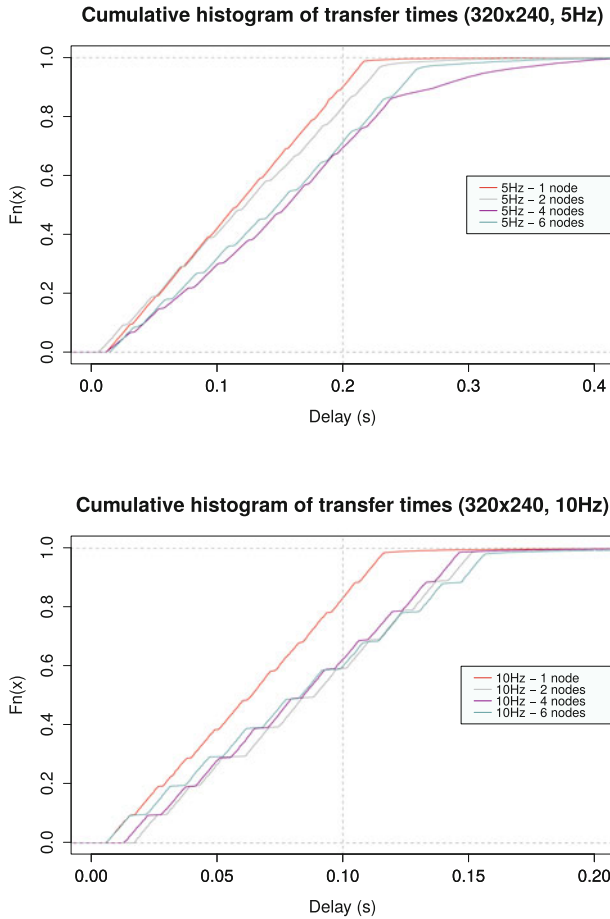 Cumulative histogram of transfer times (320x240, 5Hz)
Fn(x)
1.0
0.8
0.6
0.4
0.2
0.0
5Hz − 1 node
5Hz − 2 nodes
5Hz − 4 nodes
5Hz − 6 nodes
0.0 0.1 0.2 0.3 0.4
Delay (s)
Cumulative histogram of transfer times (320x240, 10Hz)
Fn(x)
1.0
0.8
0.6
0.4
0.2
0.0
10Hz − 1 node
10Hz − 2 nodes
10Hz − 4 nodes
10Hz − 6 nodes
0.00 0.05 0.10 0.15 0.20
Delay (s)